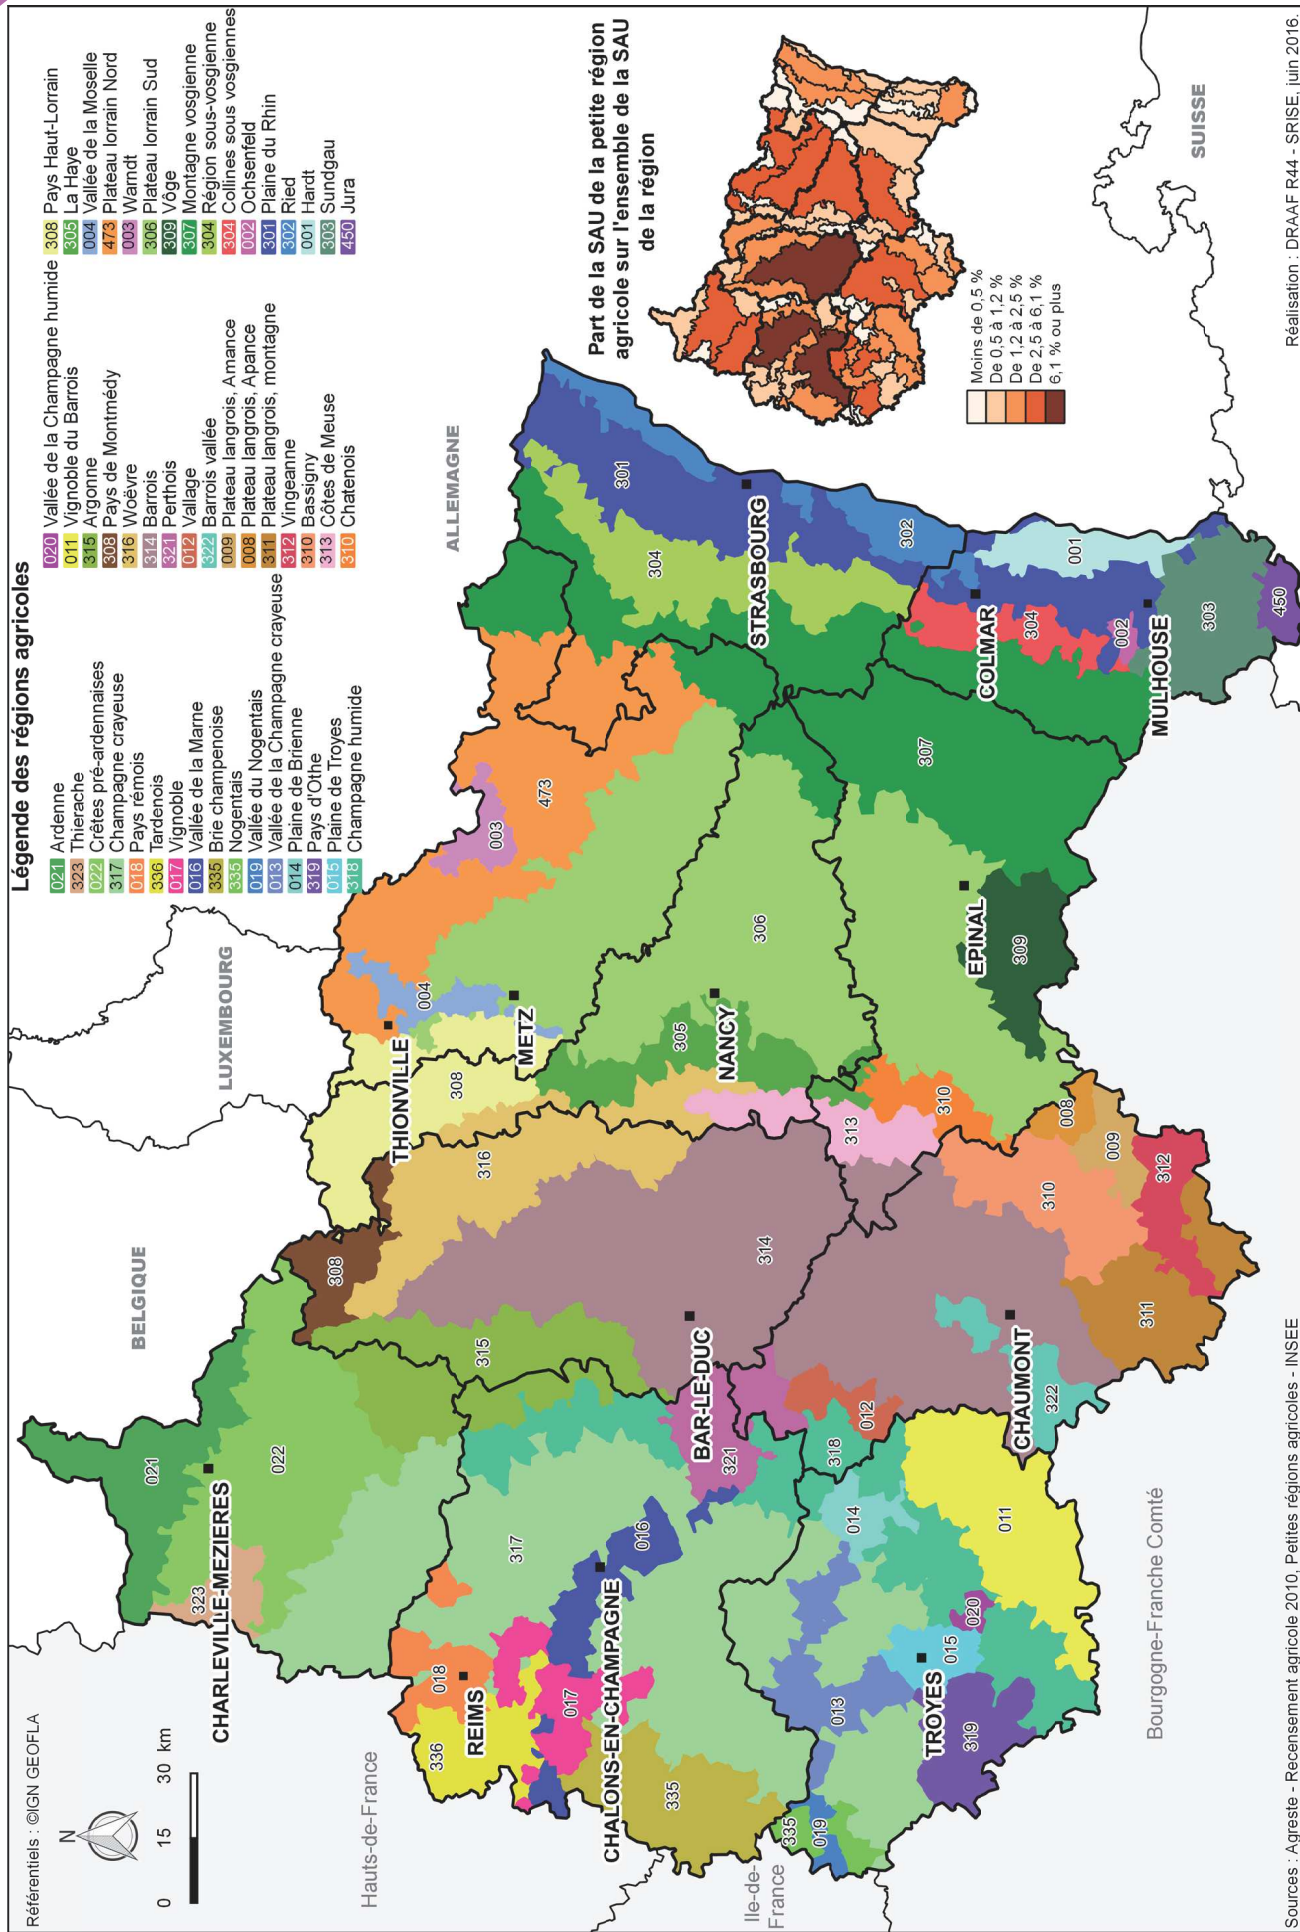 Référentiels : ©IGN GEOFLA
N
0 15 30 km
Légende des régions agricoles
021 Ardenne
323 Thierache
022 Crêtes pré-ardennaises
317 Champagne crayeuse
018 Pays rémois
336 Tardenois
017 Vignoble
016 Vallée de la Marne
335 Brie champenoise
335 Nogentais
019 Vallée du Nogentais
013 Vallée de la Champagne crayeuse
014 Plaine de Brienne
319 Pays d'Othe
015 Plaine de Troyes
318 Champagne humide
020 Vallée de la Champagne humide
011 Vignoble du Barrois
315 Argonne
308 Pays de Montmédy
316 Woëvre
314 Barrois
321 Perthois
012 Vallage
322 Barrois vallée
009 Plateau langrois, Amance
008 Plateau langrois, Apance
311 Plateau langrois, montagne
312 Vingeanne
310 Bassigny
313 Côtes de Meuse
310 Chatenois
308 Pays Haut-Lorrain
305 La Haye
004 Vallée de la Moselle
473 Plateau lorrain Nord
003 Warndt
306 Plateau lorrain Sud
309 Vôge
307 Montagne vosgienne
304 Région sous-vosgienne
304 Collines sous vosgiennes
002 Ochsenfeld
301 Plaine du Rhin
302 Ried
001 Hardt
303 Sundgau
450 Jura
BELGIQUE
LUXEMBOURG
ALLEMAGNE
SUISSE
Hauts-de-France
Ile-de-
France
Bourgogne-Franche Comté
021
323
CHARLEVILLE-MEZIERES
022
308
336
018
REIMS
317
315
316
308
THIONVILLE
004
METZ
003
473
017
016
CHALONS-EN-CHAMPAGNE
335
321
BAR-LE-DUC
314
305
NANCY
306
304
301
STRASBOURG
302
335
019
013
014
318
012
313
310
307
TROYES
015
020
319
011
322
CHAUMONT
310
008
009
312
311
EPINAL
309
COLMAR
304
001
002
MULHOUSE
303
450
Part de la SAU de la petite région
agricole sur l'ensemble de la SAU
de la région
Moins de 0,5 %
De 0,5 à 1,2 %
De 1,2 à 2,5 %
De 2,5 à 6,1 %
6,1 % ou plus
Sources : Agreste - Recensement agricole 2010, Petites régions agricoles - INSEE
Réalisation : DRAAF R44 - SRISE, juin 2016.